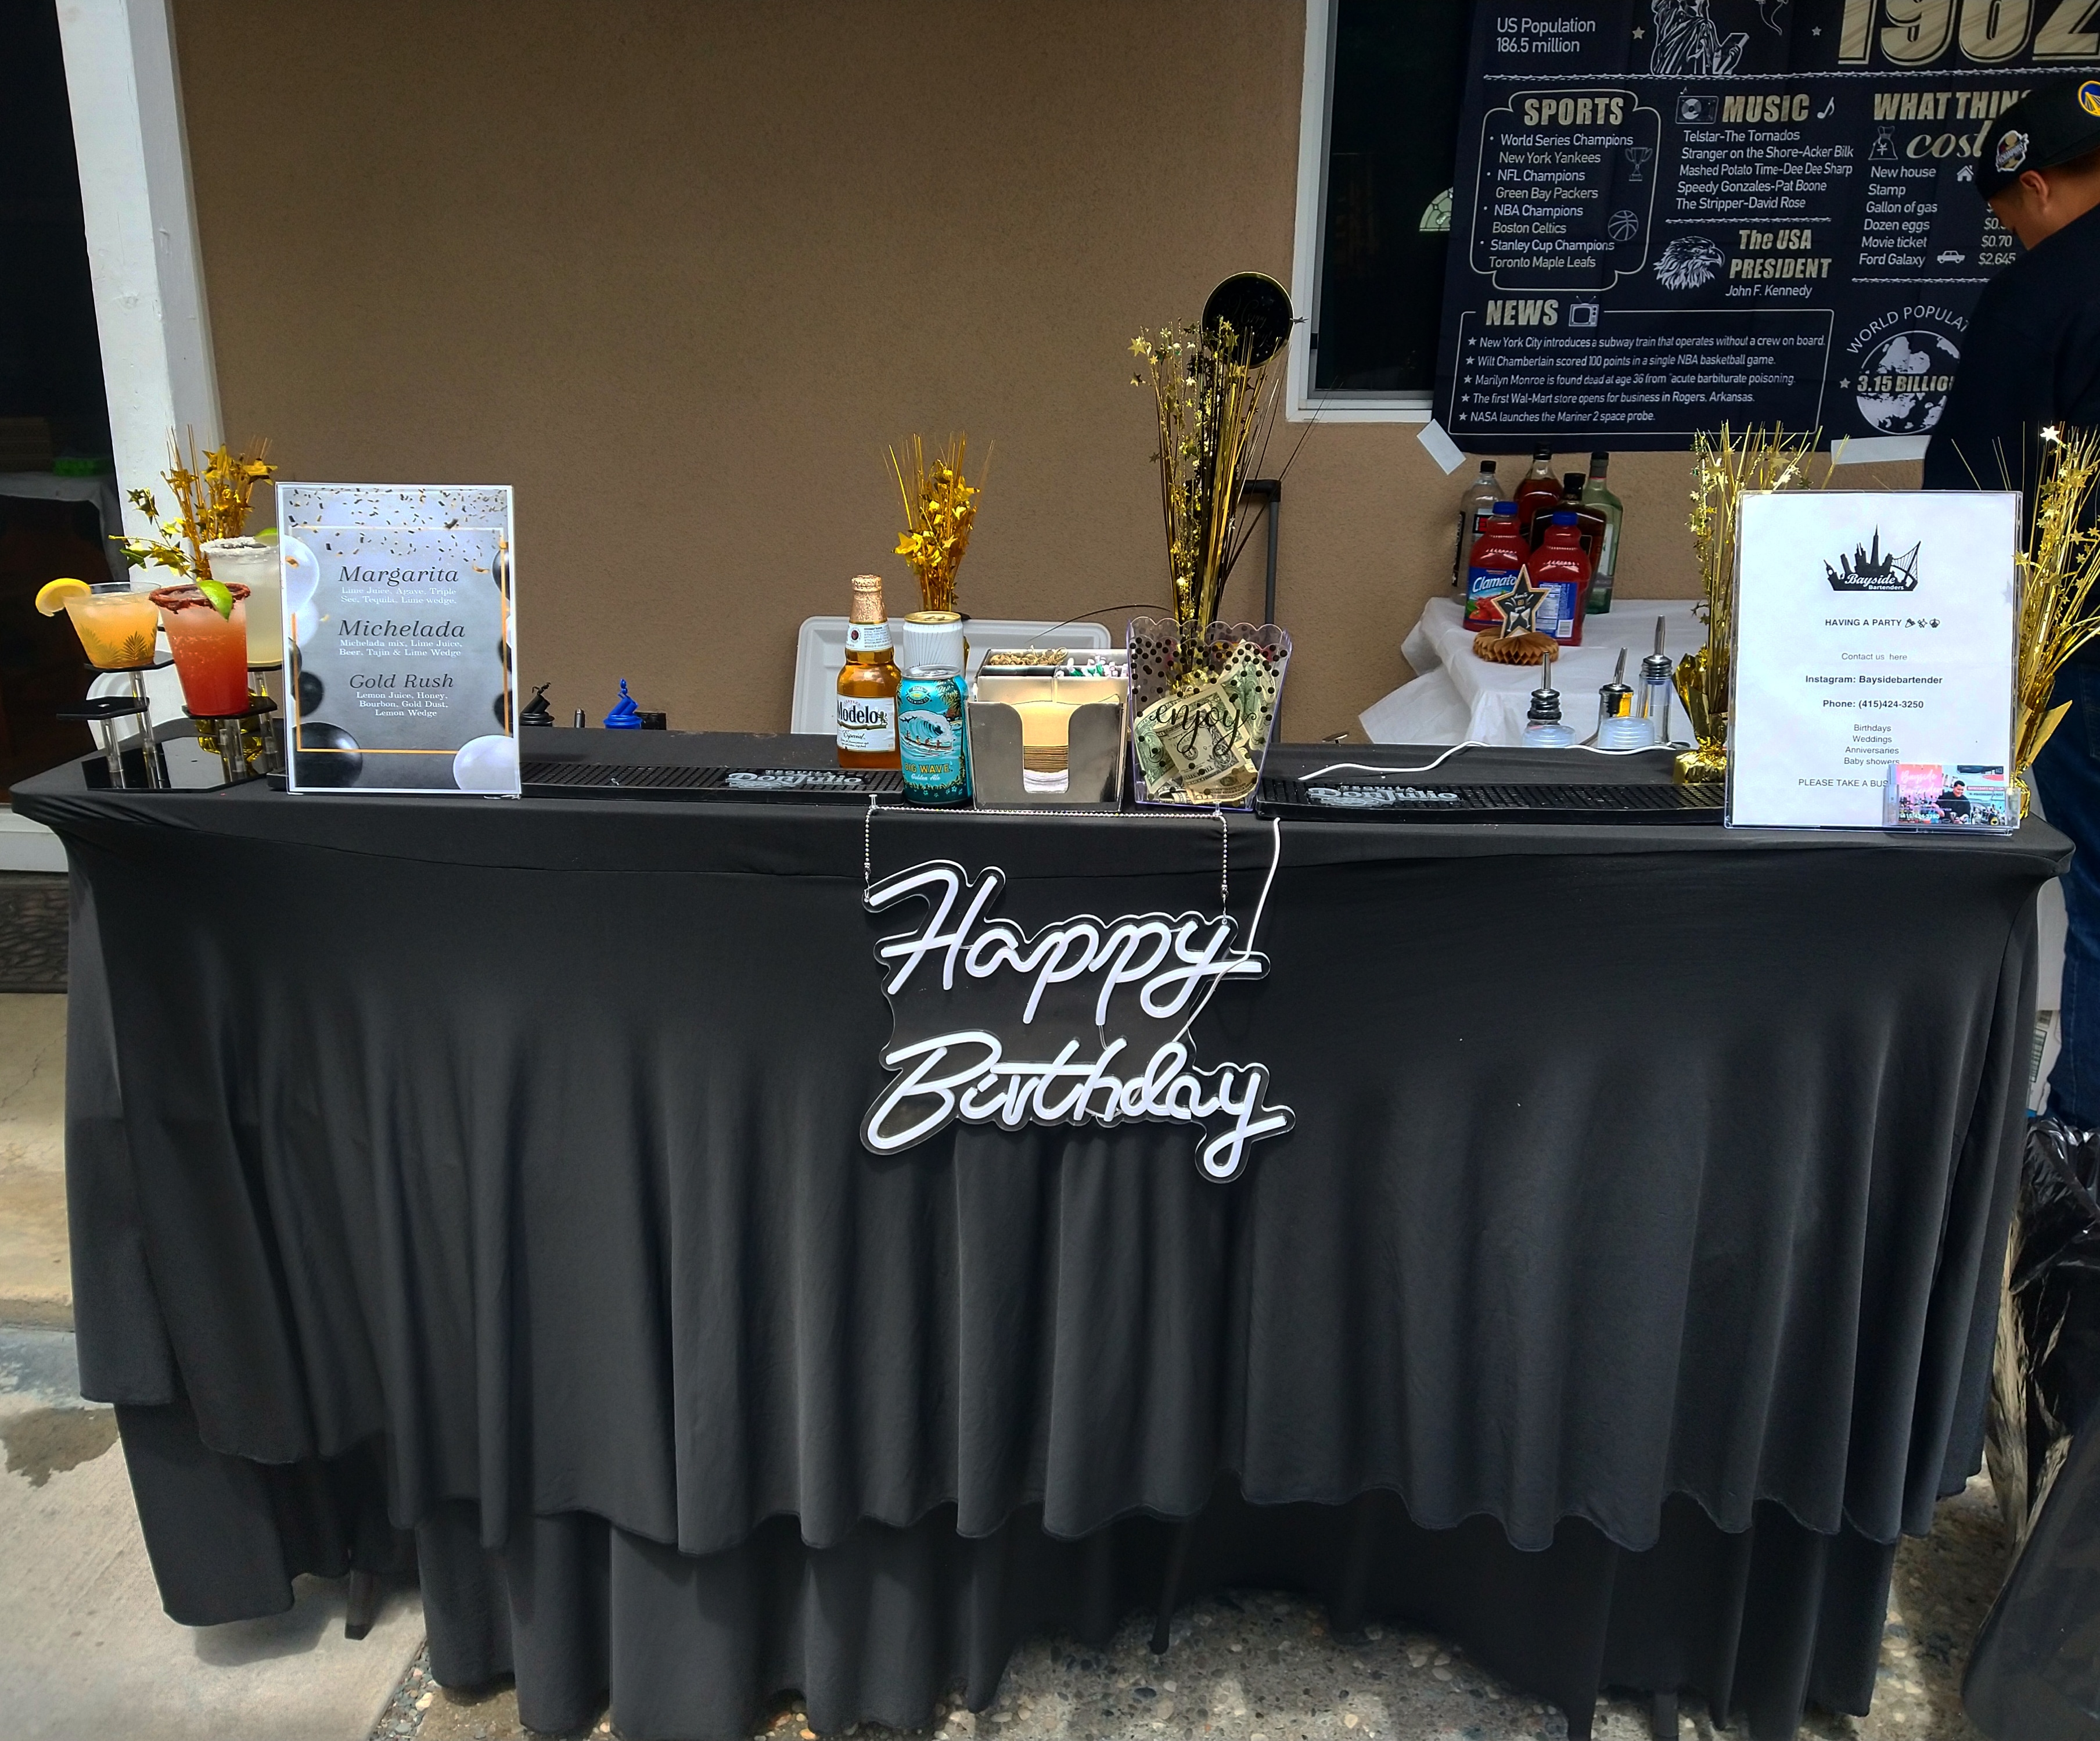 US Population
186.5 million
1962
SPORTS
• World Series Champions
New York Yankees
• NFL Champions
Green Bay Packers
• NBA Champions
Boston Celtics
• Stanley Cup Champions
Toronto Maple Leafs
MUSIC
Telstar-The Tornados
Stranger on the Shore-Acker Bilk
Mashed Potato Time-Dee Dee Sharp
Speedy Gonzales-Pat Boone
The Stripper-David Rose
The USA
PRESIDENT
John F. Kennedy
WHAT THIN
cost
New house
Stamp
Gallon of gas
Dozen eggs
Movie ticket $0.70
Ford Galaxy $2,645
NEWS
New York City introduces a subway train that operates without a crew on board.
Wilt Chamberlain scored 100 points in a single NBA basketball game.
Marilyn Monroe is found dead at age 36 from "acute barbiturate poisoning.
The first Wal-Mart store opens for business in Rogers, Arkansas.
NASA launches the Mariner 2 space probe.
WORLD POPULAT
3.15 BILLIO
Clamato
Margarita
Lime Juice, Agave, Triple
Sec, Tequila, Lime wedge.
Michelada
Michelada mix, Lime Juice,
Beer, Tajin & Lime Wedge
Gold Rush
Lemon Juice, Honey,
Bourbon, Gold Dust,
Lemon Wedge
Modelo
Especial
BIG WAVE
Golden Ale
enjoy
Bayside
Bartenders
HAVING A PARTY
Contact us here
Instagram: Baysidebartender
Phone: (415)424-3250
Birthdays
Weddings
Anniversaries
Baby showers
PLEASE TAKE A BUS
Happy
Birthday